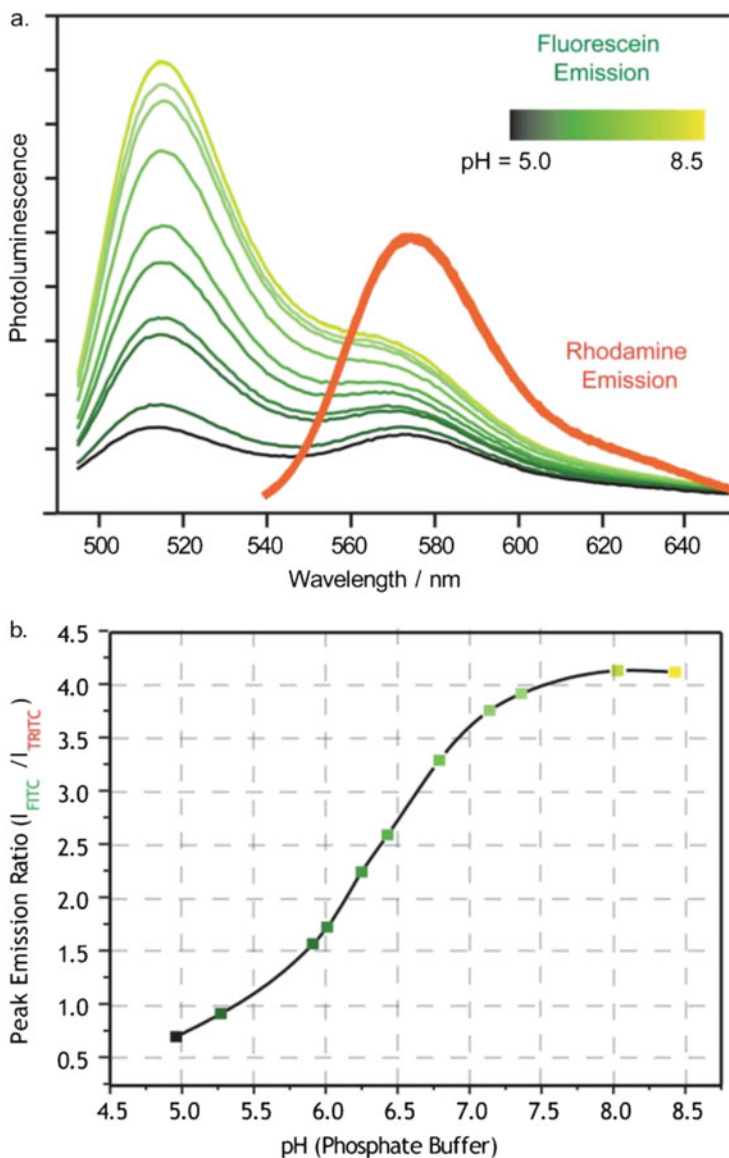 a.
Fluorescein
Emission
pH = 5.0 8.5
Rhodamine
Emission
Photoluminescence
500 520 540 560 580 600 620 640
Wavelength / nm
b.
Peak Emission Ratio (I FITC / I TRITC)
4.5
4.0
3.5
3.0
2.5
2.0
1.5
1.0
0.5
4.5 5.0 5.5 6.0 6.5 7.0 7.5 8.0 8.5
pH (Phosphate Buffer)